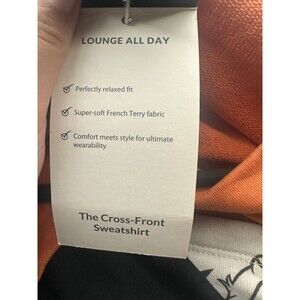 LOUNGE ALL DAY
Perfectly relaxed fit
Super-soft French Terry fabric
Comfort meets style for ultimate
wearability
The Cross-Front
Sweatshirt